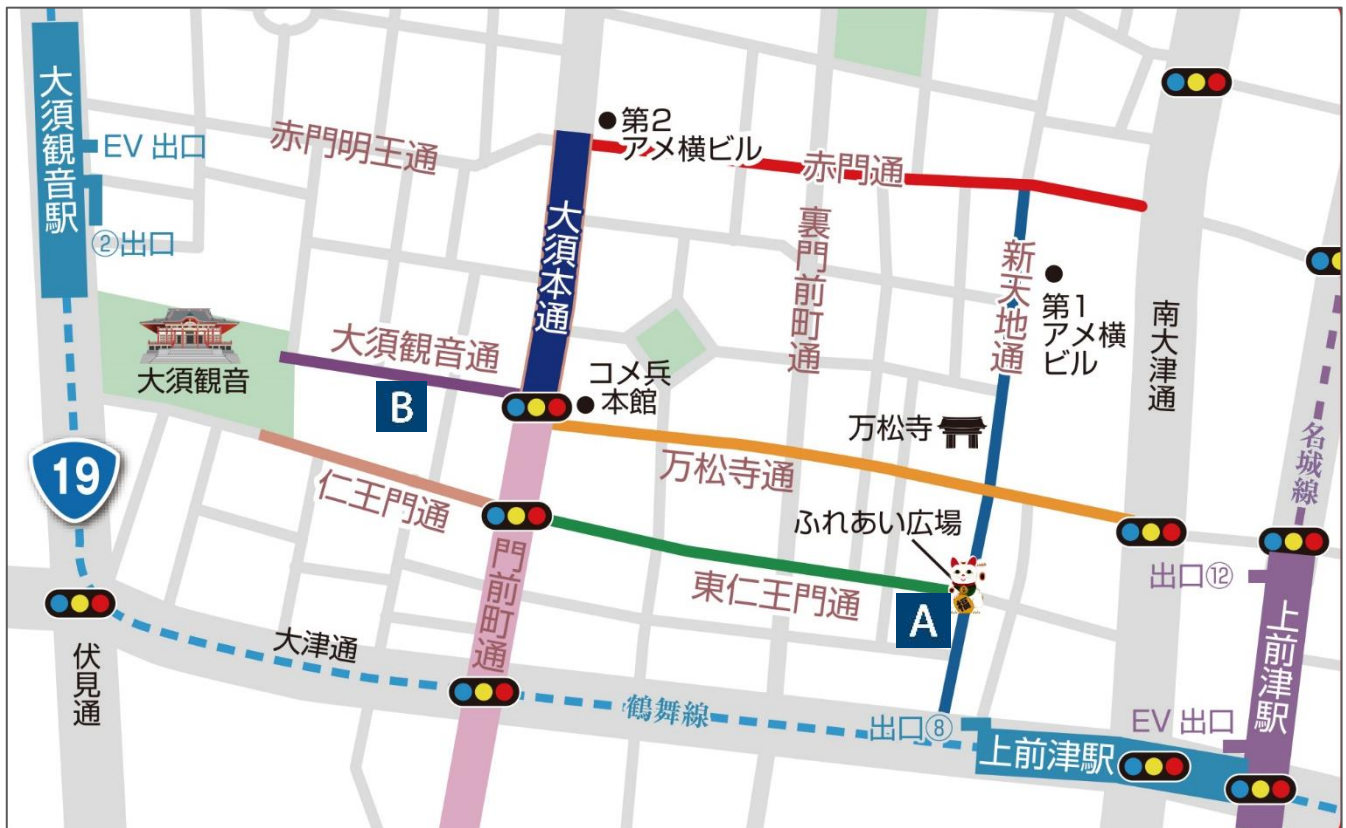 大須観音駅
EV 出口
②出口
赤門明王通
第2
アメ横ビル
赤門通
大須本通
裏門前町通
新天地通
第1
アメ横
ビル
南大津通
大須観音
大須観音通
B
コメ兵
本館
万松寺
万松寺通
名城線
19
仁王門通
ふれあい広場
福
東仁王門通
A
出口⑫
門前町通
上前津駅
伏見通
大津通
鶴舞線
出口⑧
EV 出口
上前津駅